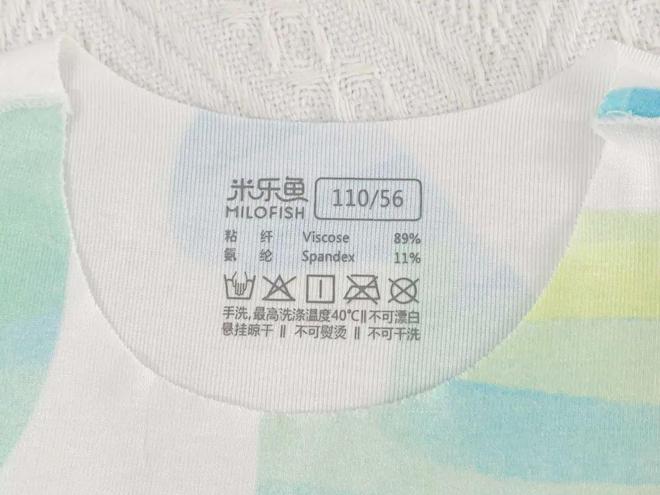 米乐鱼
MILOFISH
110/56
粘 纤 Viscose 89%
氨 纶 Spandex 11%
手洗,最高洗涤温度40℃‖不可漂白
悬挂晾干 ‖ 不可熨烫 ‖ 不可干洗